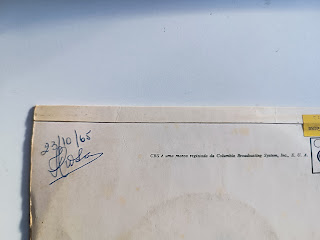 23/10/65
CBS é uma marca registrada da Columbia Broadcasting System, Inc., E. U. A.